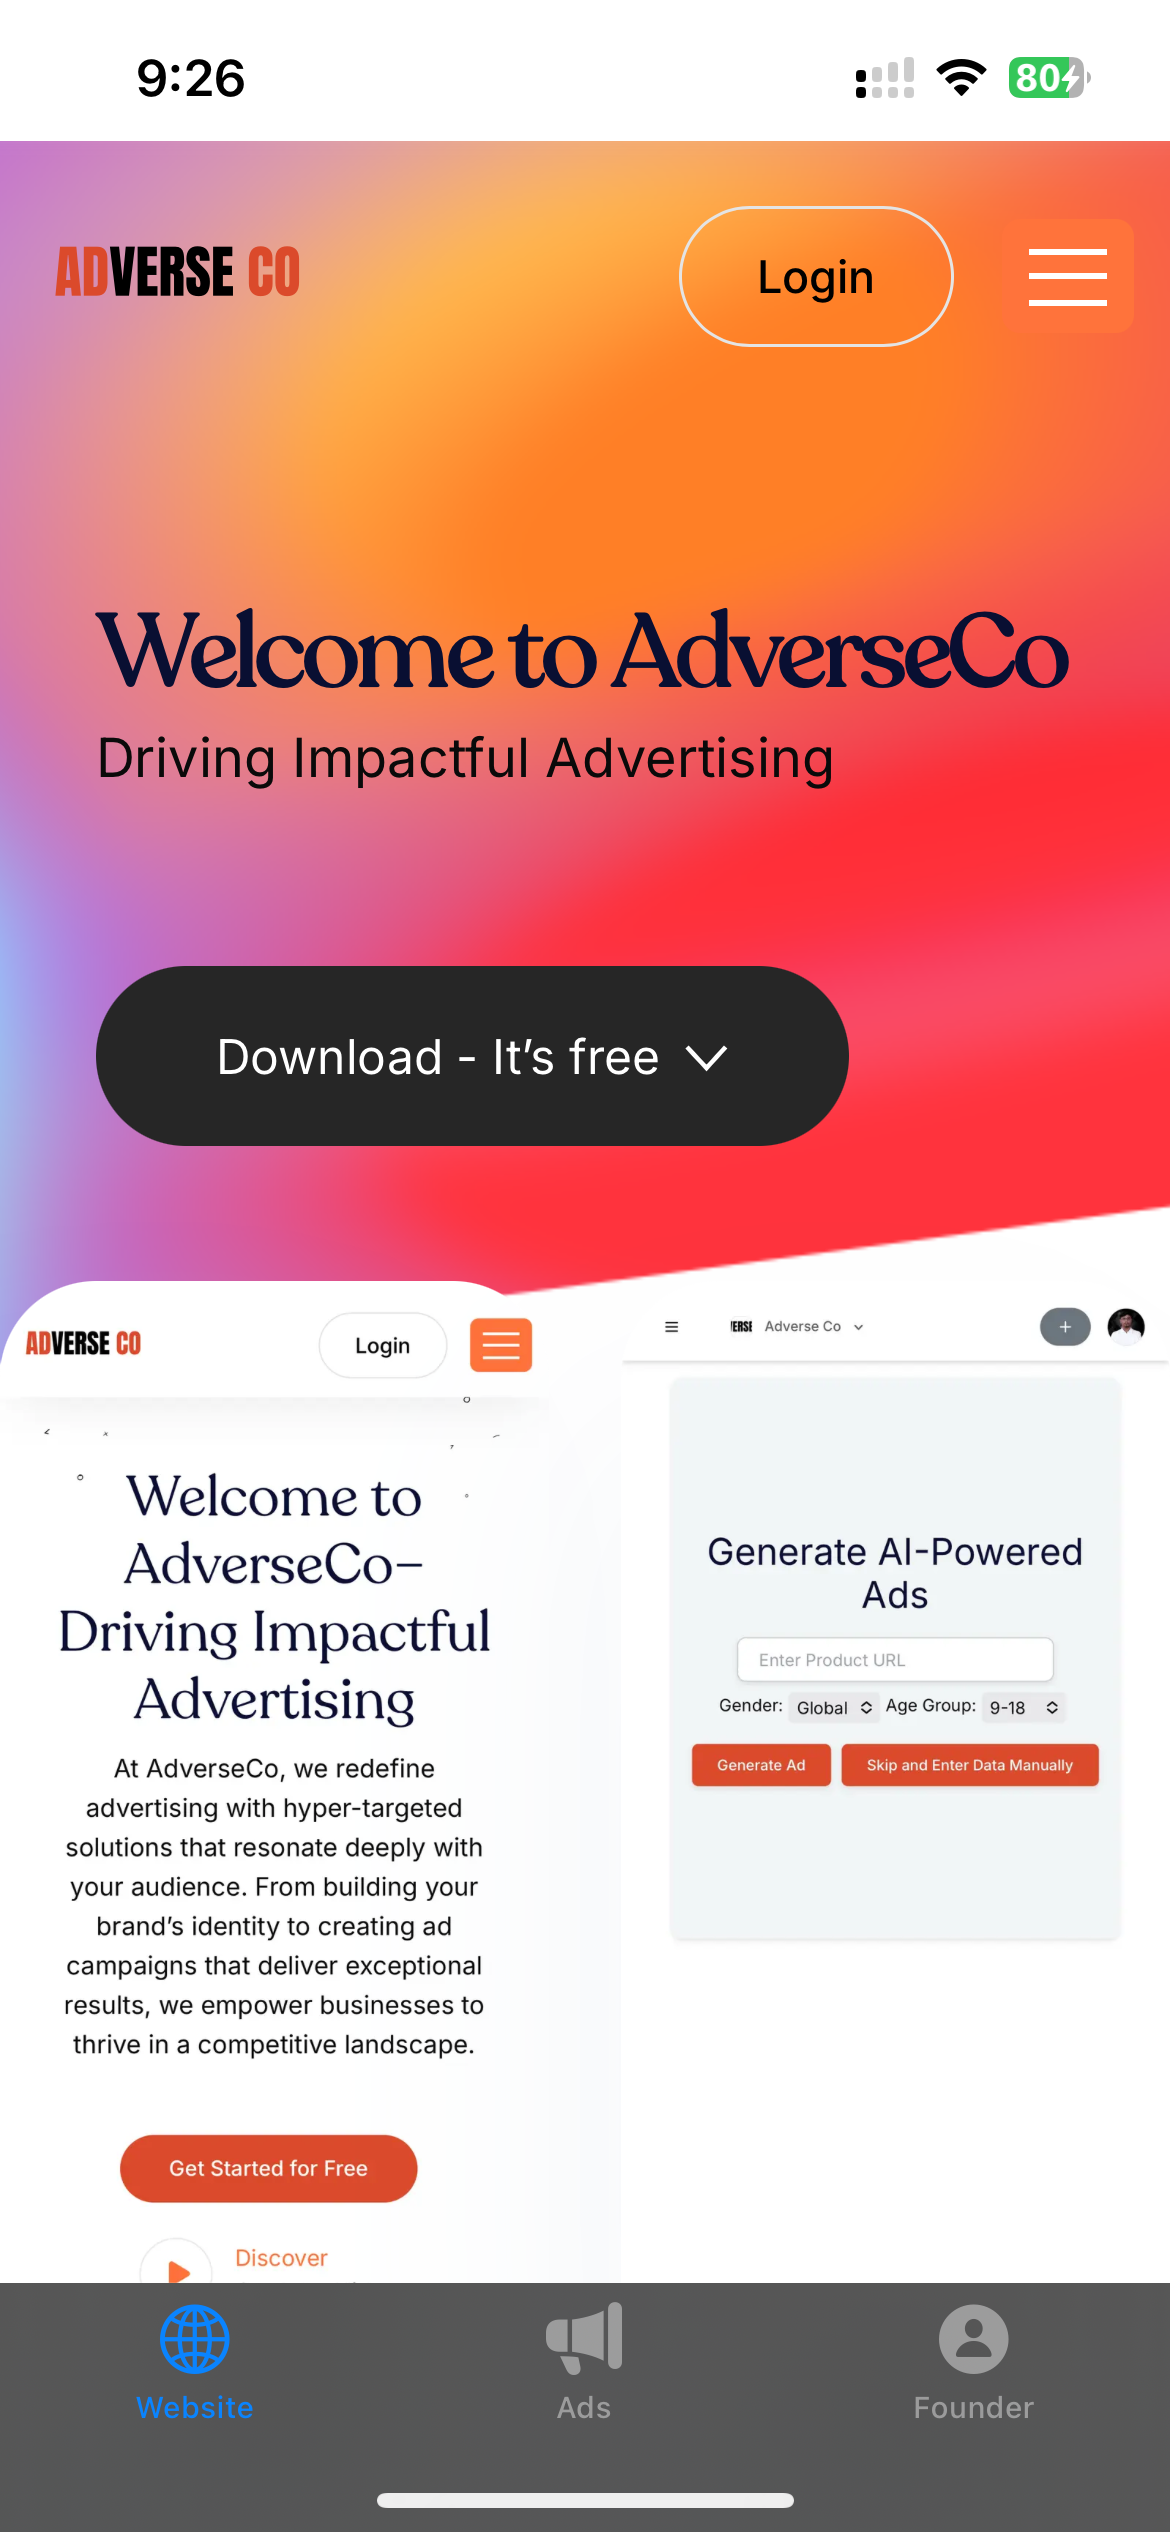 9:26
80
ADVERSE CO
Login
Welcome to AdverseCo
Driving Impactful Advertising
Download - It’s free
ADVERSE CO
Login
Welcome to
AdverseCo–
Driving Impactful
Advertising
At AdverseCo, we redefine
advertising with hyper-targeted
solutions that resonate deeply with
your audience. From building your
brand’s identity to creating ad
campaigns that deliver exceptional
results, we empower businesses to
thrive in a competitive landscape.
Get Started for Free
Discover
Adverse Co
Generate AI-Powered
Ads
Enter Product URL
Gender: Global Age Group: 9-18
Generate Ad
Skip and Enter Data Manually
Website
Ads
Founder